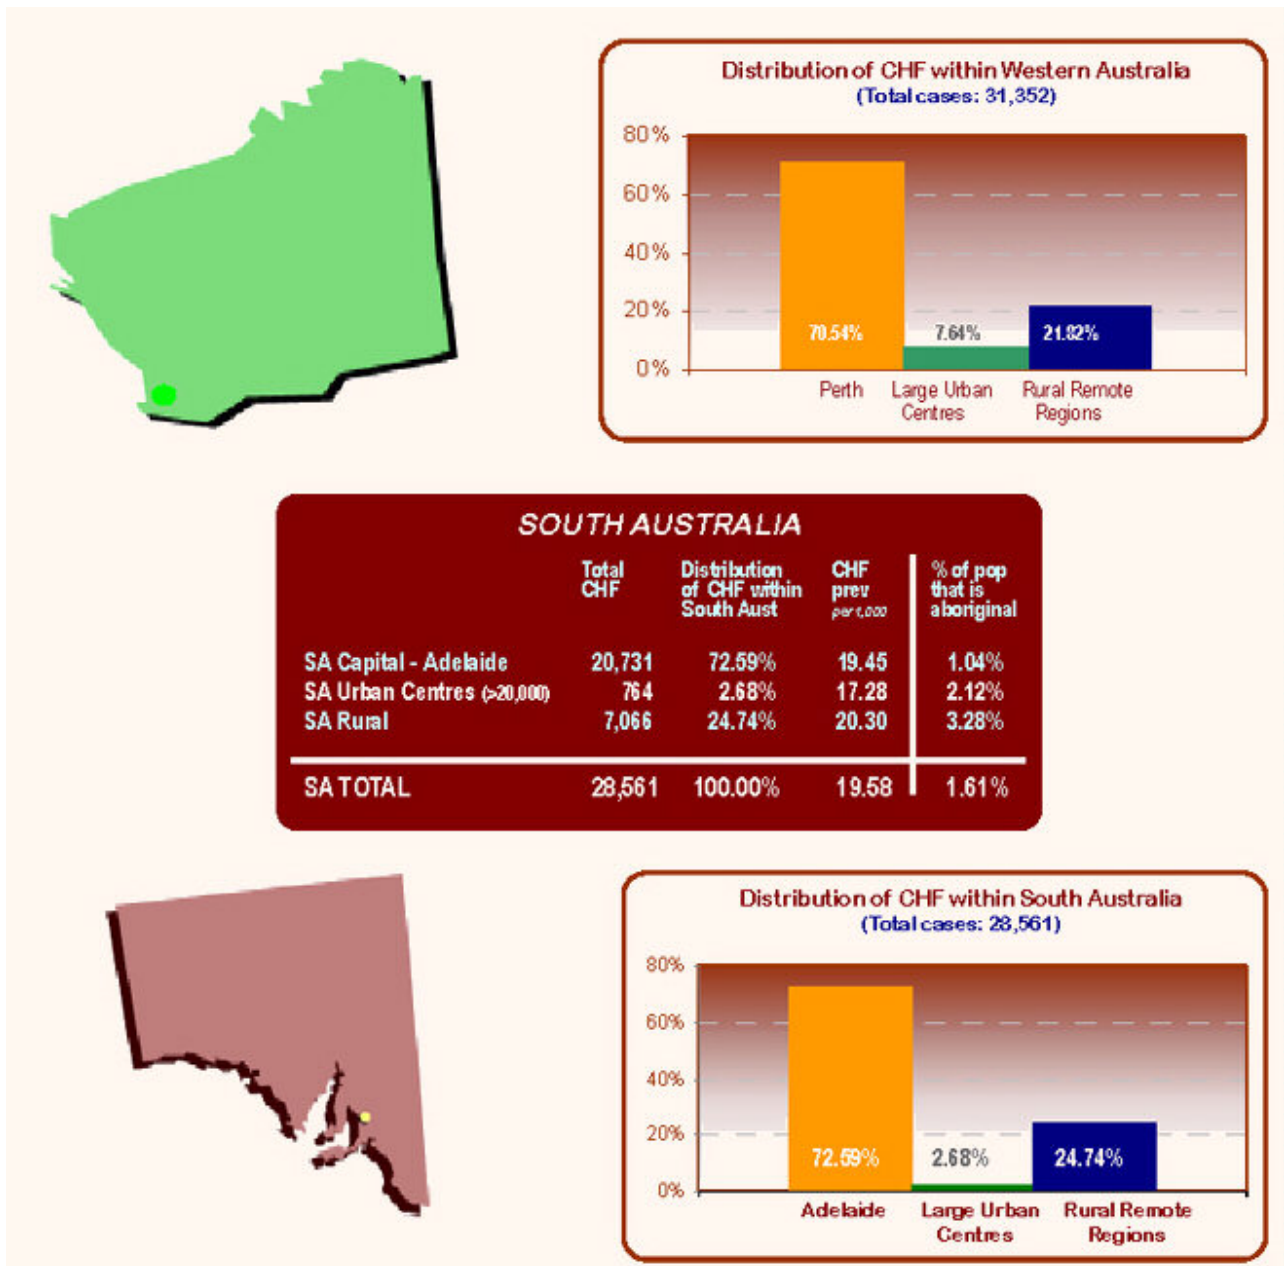 Distribution of CHF within Western Australia
(Total cases: 31,352)
80%
60%
40%
20%
0%
70.54%
7.64%
21.82%
Perth
Large Urban
Centres
Rural Remote
Regions
SOUTH AUSTRALIA
Total
CHF
Distribution
of CHF within
South Aust
CHF
prev
per 1,000
% of pop
that is
aboriginal
SA Capital - Adelaide 20,731 72.59% 19.45 1.04%
SA Urban Centres (>20,000) 764 2.68% 17.28 2.12%
SA Rural 7,066 24.74% 20.30 3.28%
SA TOTAL 28,561 100.00% 19.58 1.61%
Distribution of CHF within South Australia
(Total cases: 28,561)
80%
60%
40%
20%
0%
72.59%
2.68%
24.74%
Adelaide
Large Urban
Centres
Rural Remote
Regions